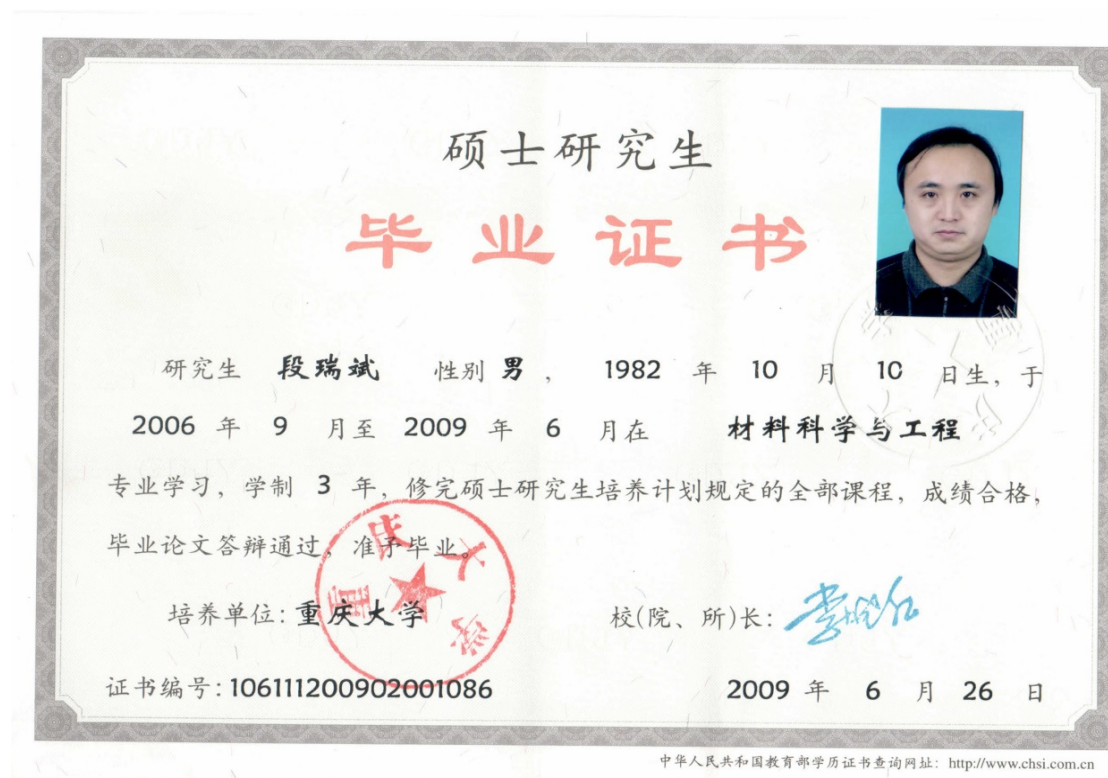 硕士研究生
毕业证书
研究生 段瑞斌 性别 男， 1982 年 10 月 10 日生，于
2006 年 9 月至 2009 年 6 月在 材料科学与工程
专业学习，学制 3 年，修完硕士研究生培养计划规定的全部课程，成绩合格，
毕业论文答辩通过，准予毕业。
重庆大学
培养单位：重庆大学 校(院、所)长：
证书编号：106111200902001086 2009 年 6 月 26 日
中华人民共和国教育部学历证书查询网址：http://www.chsi.com.cn